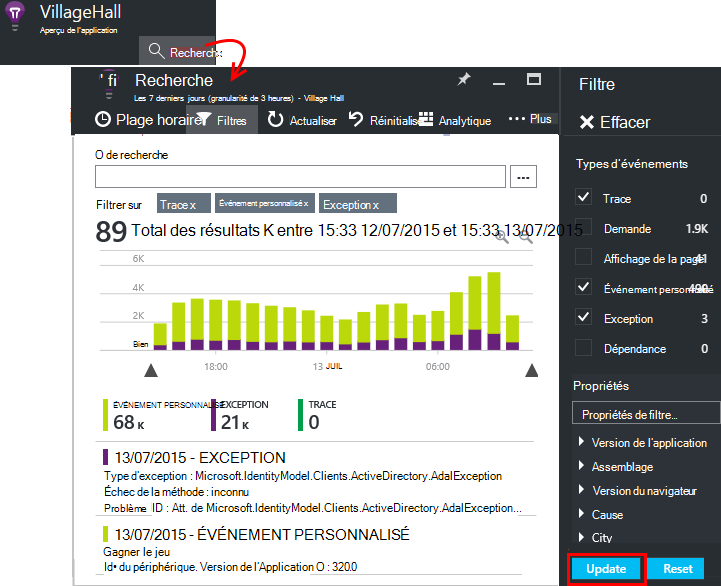 VillageHall
Aperçu de l'application
Recherche
' fi
Recherche
Les 7 derniers jours (granularité de 3 heures) - Village Hall
Plage horaire
Filtres
Actualiser
Réinitialiser
Analytique
Plus
O de recherche
...
Filtrer sur
Trace x
Événement personnalisé x
Exception x
89 Total des résultats K entre 15:33 12/07/2015 et 15:33 13/07/2015
6K
4K
2K
Bien
18:00
13 JUIL
06:00
ÉVÉNEMENT PERSONNALISÉ
68 K
EXCEPTION
21 K
TRACE
0
13/07/2015 - EXCEPTION
Type d'exception : Microsoft.IdentityModel.Clients.ActiveDirectory.AdalException
Échec de la méthode : inconnu
Problème ID : Att. de Microsoft.IdentityModel.Clients.ActiveDirectory.AdalException...
13/07/2015 - ÉVÉNEMENT PERSONNALISÉ
Gagner le jeu
Id• du périphérique. Version de l'Application O : 320.0
Filtre
Effacer
Types d'événements
Trace 0
Demande 1.9K
Affichage de la page 41
Événement personnalisé
Exception 3
Dépendance 0
Propriétés
Propriétés de filtre...
Version de l'application
Assemblage
Version du navigateur
Cause
City
Update
Reset